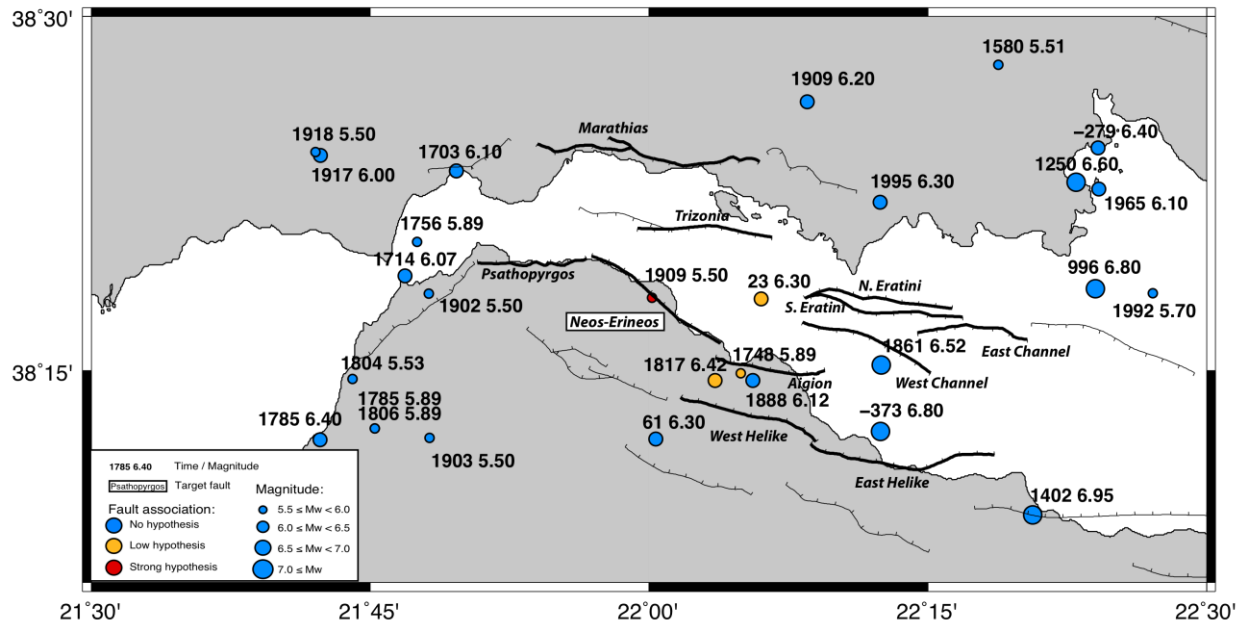 38°30'
1580 5.51
1909 6.20
Marathias
1918 5.50
1703 6.10
−279 6.40
1917 6.00
1250 6.60
1995 6.30
1965 6.10
Trizonia
1756 5.89
1714 6.07
Psathopyrgos
1909 5.50
23 6.30
N. Eratini
996 6.80
S. Eratini
1902 5.50
1992 5.70
Neos-Erineos
1861 6.52
East Channel
1804 5.53
1817 6.42
1748 5.89
38°15'
Aigion
West Channel
1785 5.89
1888 6.12
1806 5.89
−373 6.80
1785 6.40
61 6.30
West Helike
1903 5.50
East Helike
1402 6.95
1785 6.40
Time / Magnitude
Psathopyrgos
Target fault
Magnitude:
Fault association:
5.5 ≤ Mw < 6.0
No hypothesis
6.0 ≤ Mw < 6.5
Low hypothesis
6.5 ≤ Mw < 7.0
Strong hypothesis
7.0 ≤ Mw
21°30'
21°45'
22°00'
22°15'
22°30'